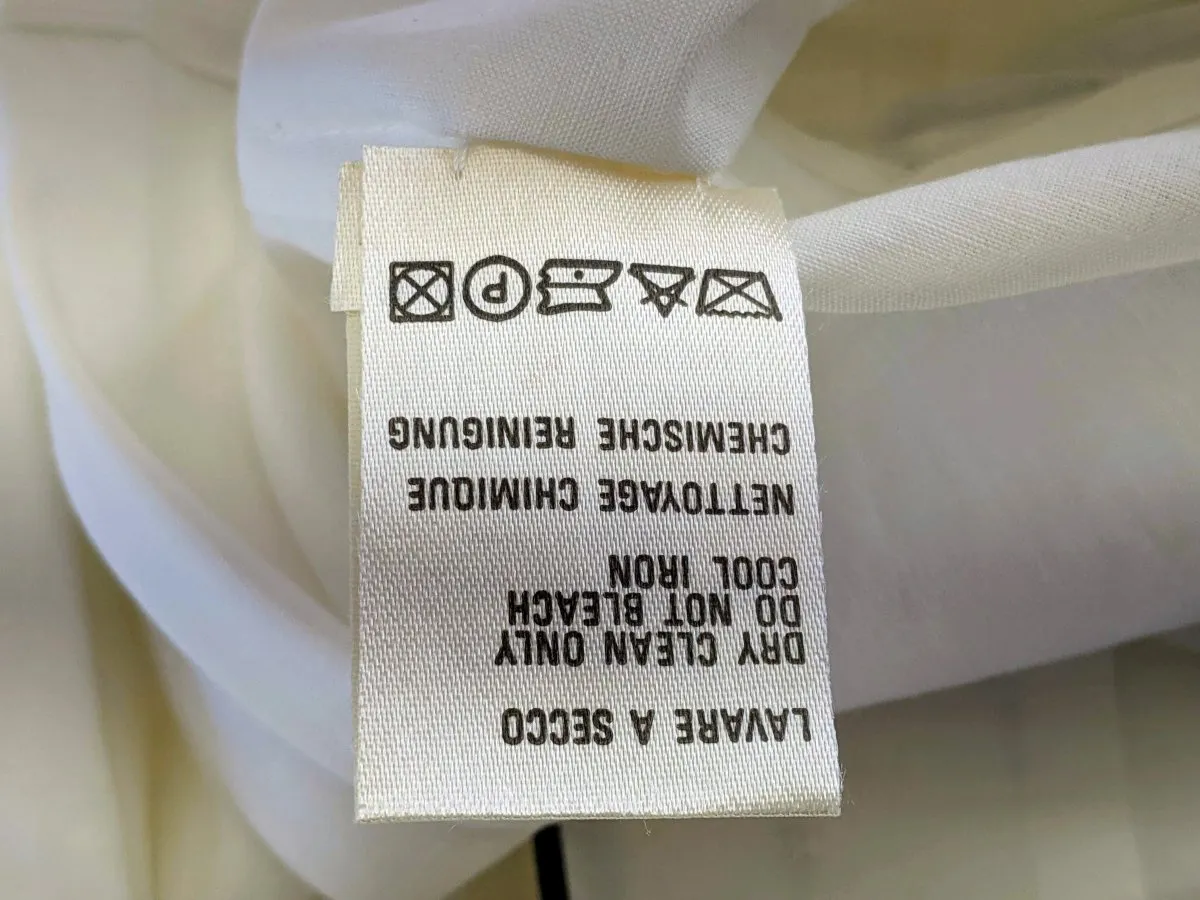 LAVARE A SECCO
DRY CLEAN ONLY
DO NOT BLEACH
COOL IRON
NETTOYAGE CHIMIQUE
CHEMISCHE REINIGUNG
P